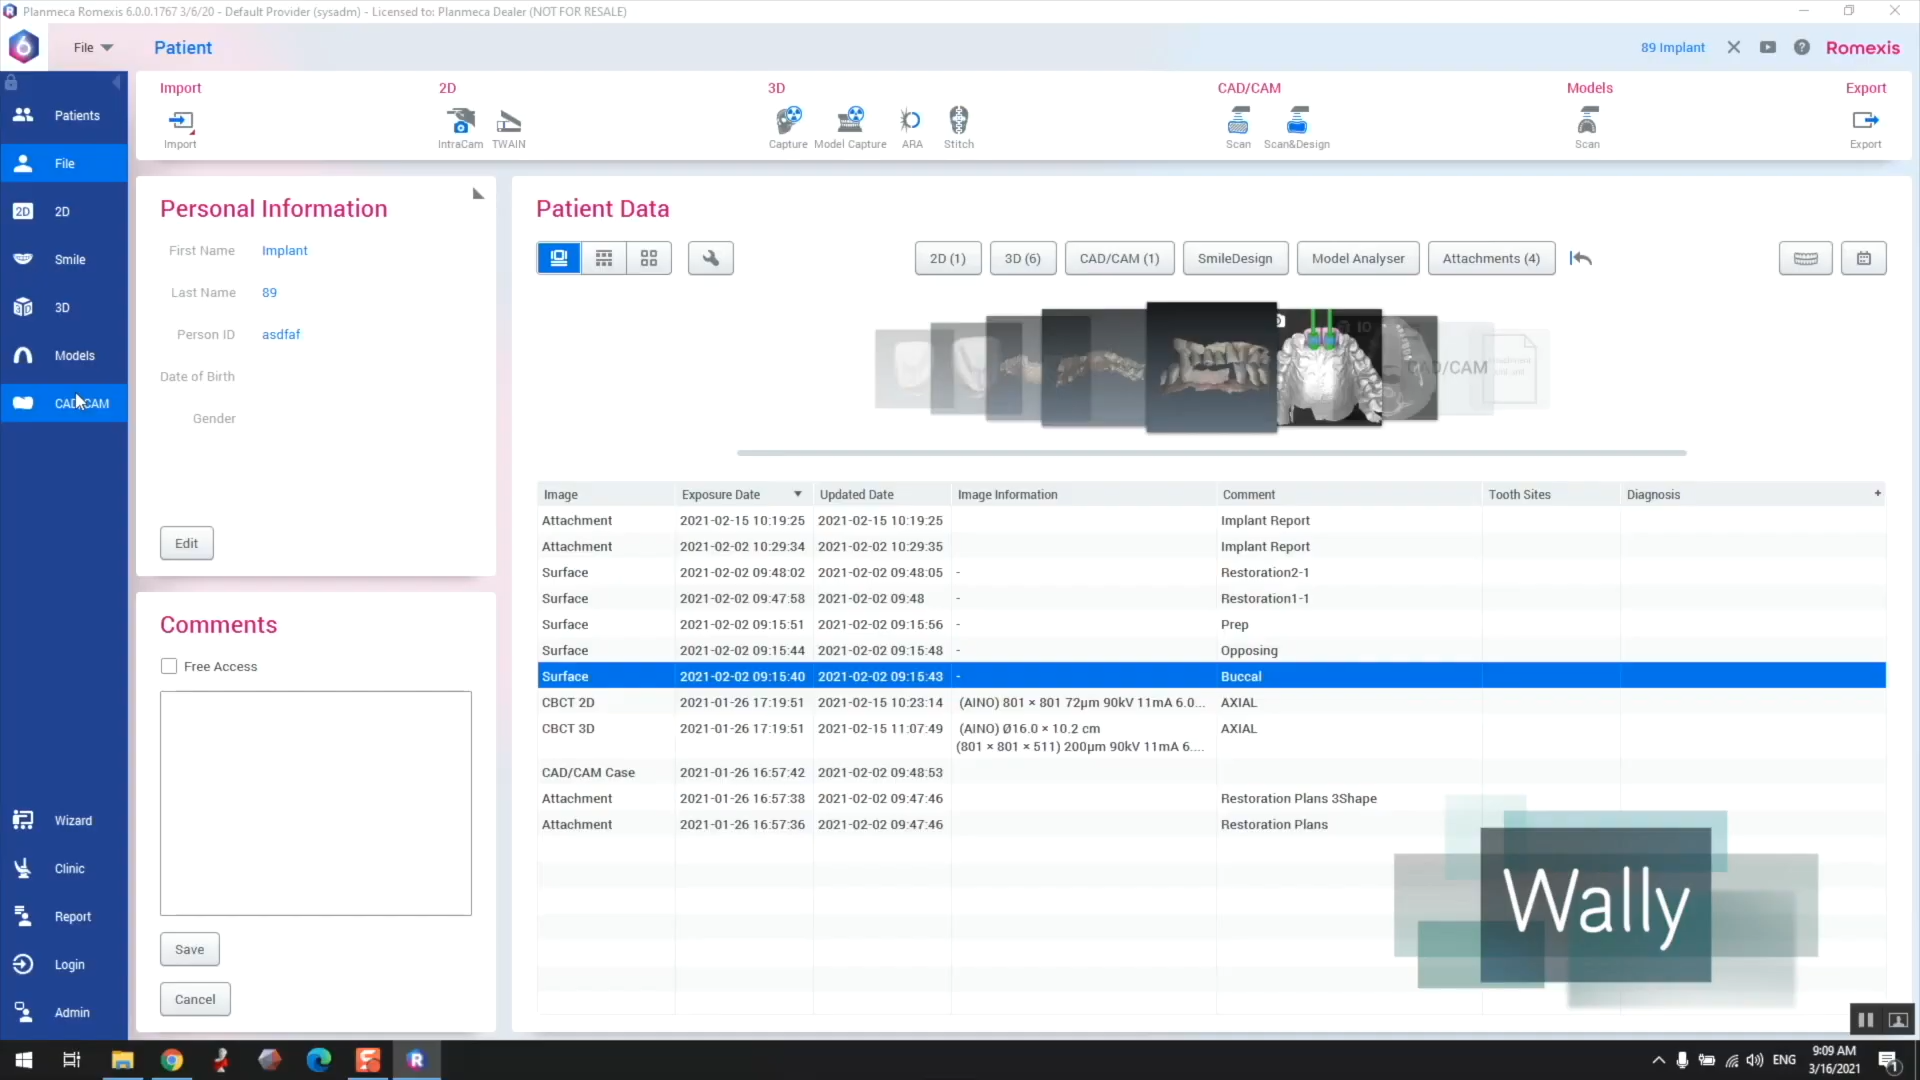 Planmeca Romexis 6.0.0.1767 3/6/20 - Default Provider (sysadm) - Licensed to: Planmeca Dealer (NOT FOR RESALE)
File
Patient
89 Implant
Romexis
Import
2D
3D
CAD/CAM
Models
Export
Import
IntraCam
TWAIN
Capture
Model Capture
ARA
Stitch
Scan
Scan&Design
Scan
Export
Patients
File
2D
2D
Smile
3D
Models
CAD/CAM
Wizard
Clinic
Report
Login
Admin
Personal Information
First Name Implant
Last Name 89
Person ID asdfaf
Date of Birth
Gender
Edit
Comments
Free Access
Save
Cancel
Patient Data
2D (1)
3D (6)
CAD/CAM (1)
SmileDesign
Model Analyser
Attachments (4)
CAD/CAM
Image Exposure Date Updated Date Image Information Comment Tooth Sites Diagnosis +
Attachment 2021-02-15 10:19:25 2021-02-15 10:19:25 Implant Report
Attachment 2021-02-02 10:29:34 2021-02-02 10:29:35 Implant Report
Surface 2021-02-02 09:48:02 2021-02-02 09:48:05 - Restoration2-1
Surface 2021-02-02 09:47:58 2021-02-02 09:48 - Restoration1-1
Surface 2021-02-02 09:15:51 2021-02-02 09:15:56 - Prep
Surface 2021-02-02 09:15:44 2021-02-02 09:15:48 - Opposing
Surface 2021-02-02 09:15:40 2021-02-02 09:15:43 - Buccal
CBCT 2D 2021-01-26 17:19:51 2021-02-15 10:23:14 (AINO) 801 × 801 72µm 90kV 11mA 6.0... AXIAL
CBCT 3D 2021-01-26 17:19:51 2021-02-15 11:07:49 (AINO) Ø16.0 × 10.2 cm AXIAL
(801 × 801 × 511) 200µm 90kV 11mA 6....
CAD/CAM Case 2021-01-26 16:57:42 2021-02-02 09:48:53
Attachment 2021-01-26 16:57:38 2021-02-02 09:47:46 Restoration Plans 3Shape
Attachment 2021-01-26 16:57:36 2021-02-02 09:47:46 Restoration Plans
Wally
ENG
9:09 AM
3/16/2021
1